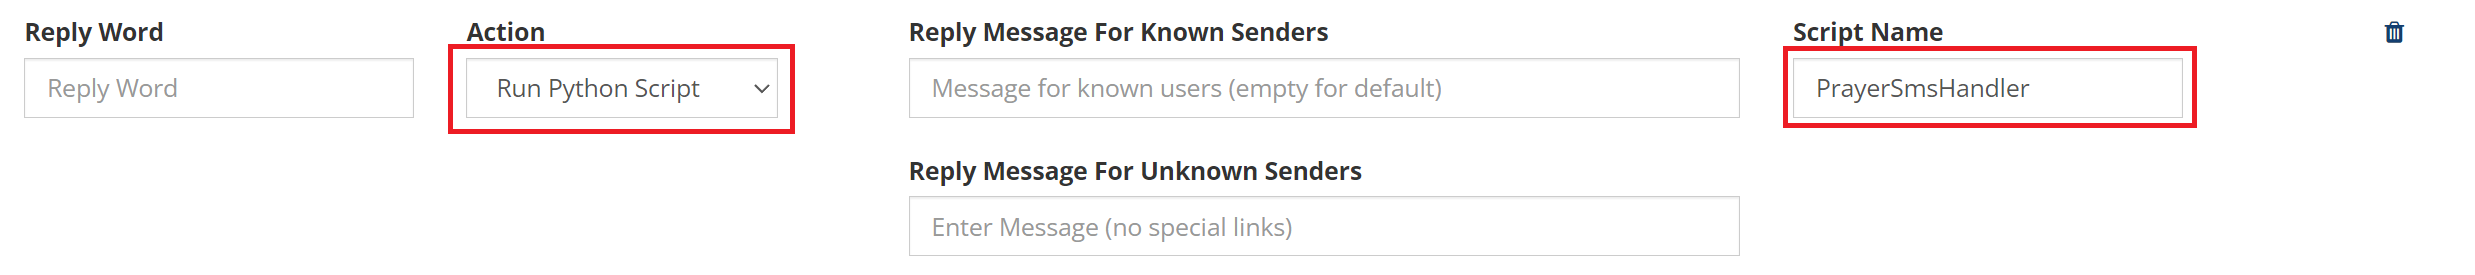 Reply Word
Action
Reply Message For Known Senders
Script Name
Reply Word
Run Python Script
Message for known users (empty for default)
PrayerSmsHandler
Reply Message For Unknown Senders
Enter Message (no special links)